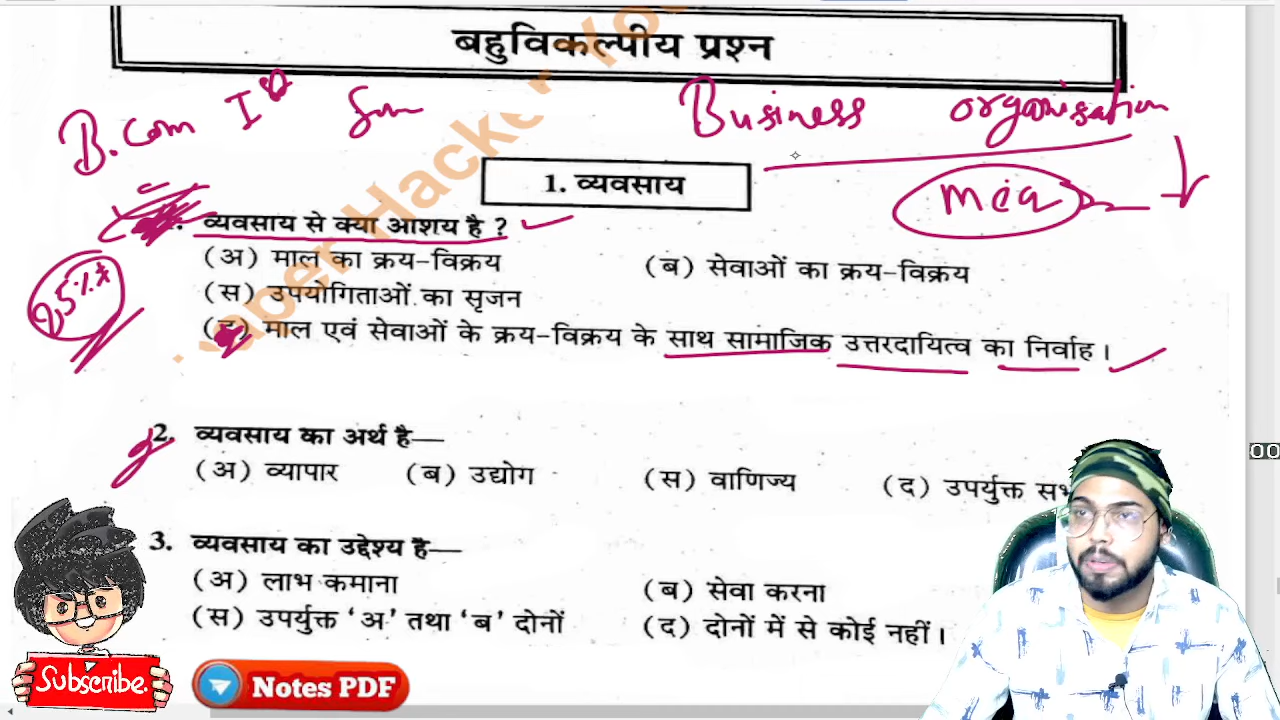 बहुविकल्पीय प्रश्न
B.Com I Sem Business organisation
1. व्यवसाय
MCQ
व्यवसाय से क्या आशय है ?
(अ) माल का क्रय-विक्रय (ब) सेवाओं का क्रय-विक्रय
(स) उपयोगिताओं का सृजन
(द) माल एवं सेवाओं के क्रय-विक्रय के साथ सामाजिक उत्तरदायित्व का निर्वाह।
2. व्यवसाय का अर्थ है—
(अ) व्यापार (ब) उद्योग (स) वाणिज्य (द) उपर्युक्त
3. व्यवसाय का उद्देश्य है—
(अ) लाभ कमाना (ब) सेवा करना
(स) उपर्युक्त ‘अ’ तथा ‘ब’ दोनों (द) दोनों में से कोई नहीं।
Subscribe.
Notes PDF